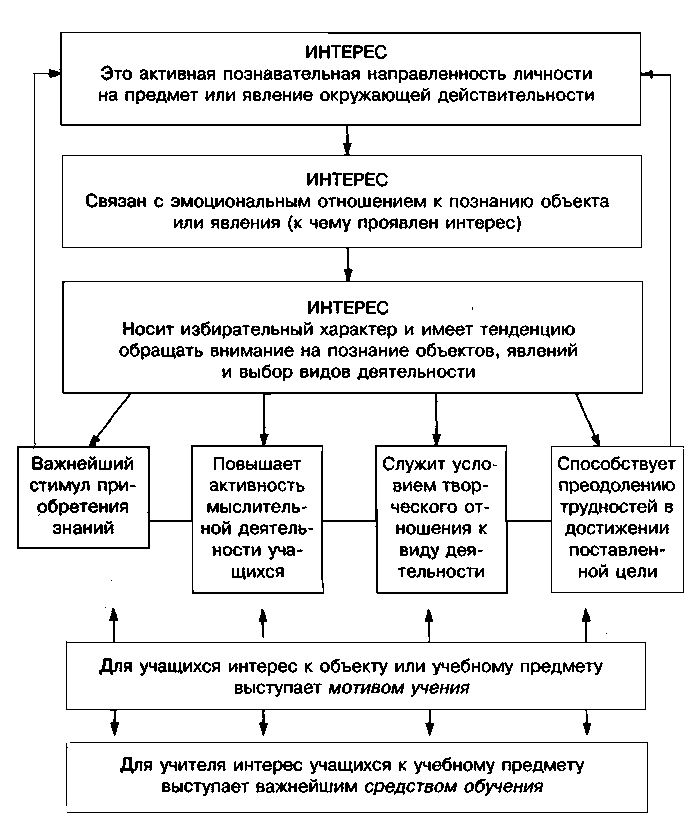 ИНТЕРЕС
Это активная познавательная направленность личности
на предмет или явление окружающей действительности
ИНТЕРЕС
Связан с эмоциональным отношением к познанию объекта
или явления (к чему проявлен интерес)
ИНТЕРЕС
Носит избирательный характер и имеет тенденцию
обращать внимание на познание объектов, явлений
и выбор видов деятельности
Важнейший
стимул при-
обретения
знаний
Повышает
активность
мыслитель-
ной деятель-
ности уча-
щихся
Служит усло-
вием твор-
ческого от-
ношения к
виду дея-
тельности
Способствует
преодолению
трудностей в
достижении
поставлен-
ной цели
Для учащихся интерес к объекту или учебному предмету
выступает мотивом учения
Для учителя интерес учащихся к учебному предмету
выступает важнейшим средством обучения